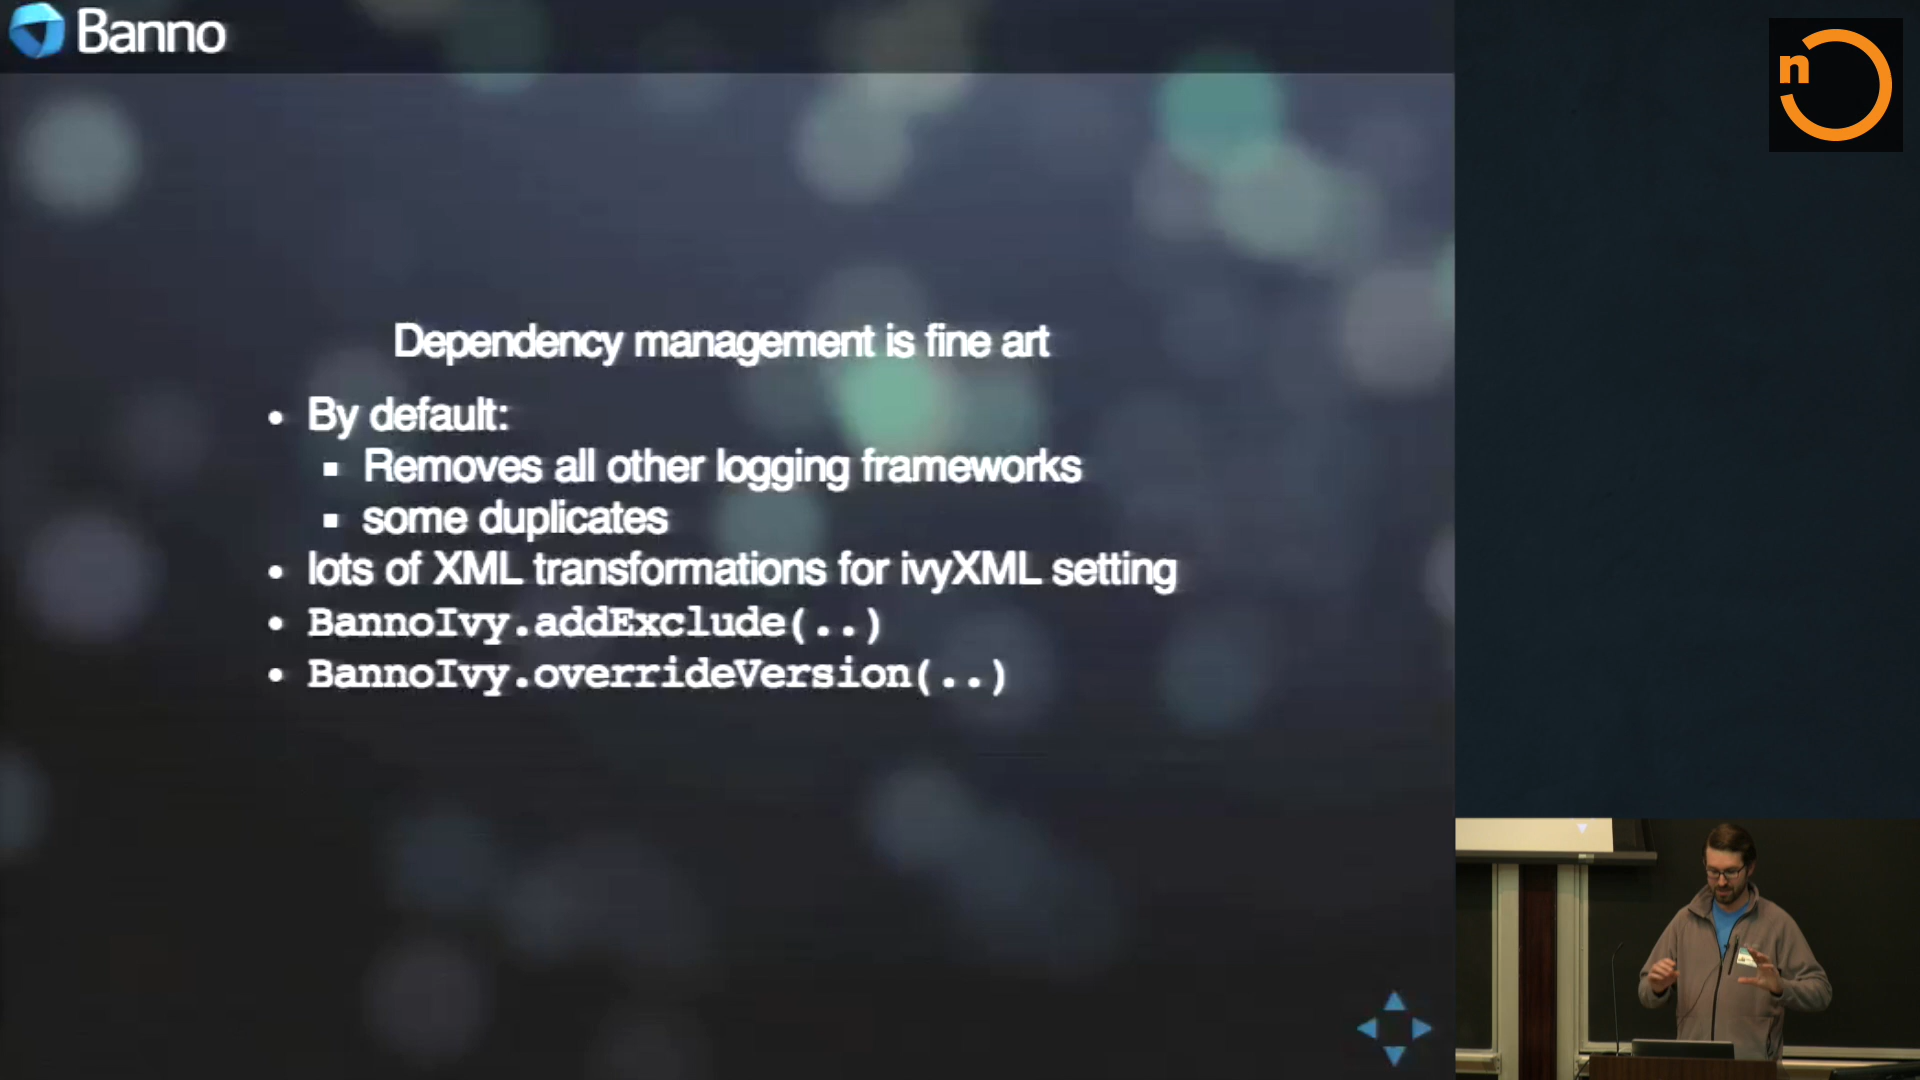 Banno
n
Dependency management is fine art
By default:
Removes all other logging frameworks
some duplicates
lots of XML transformations for ivyXML setting
BannoIvy.addExclude(..)
BannoIvy.overrideVersion(..)